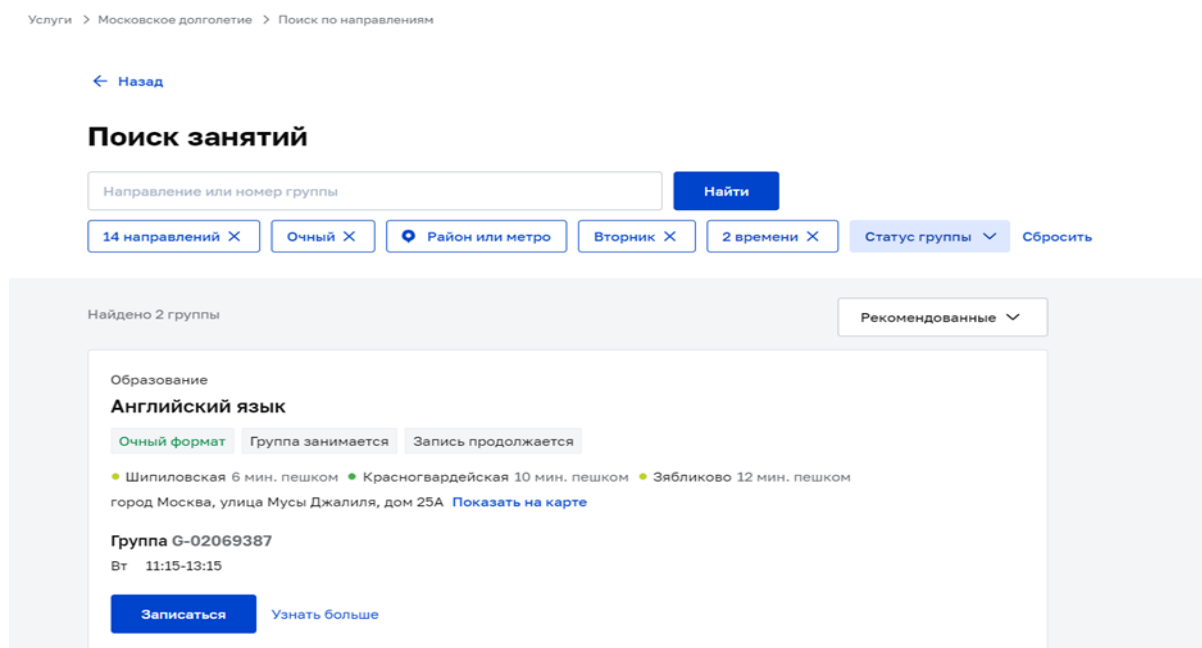 Услуги > Московское долголетие > Поиск по направлениям
← Назад
Поиск занятий
Направление или номер группы Найти
14 направлений × Очный × Район или метро Вторник × 2 времени × Статус группы Сбросить
Найдено 2 группы Рекомендованные
Образование
Английский язык
Очный формат Группа занимается Запись продолжается
• Шипиловская 6 мин. пешком • Красногвардейская 10 мин. пешком • Зябликово 12 мин. пешком
город Москва, улица Мусы Джалиля, дом 25А Показать на карте
Группа G-02069387
Вт 11:15-13:15
Записаться Узнать больше